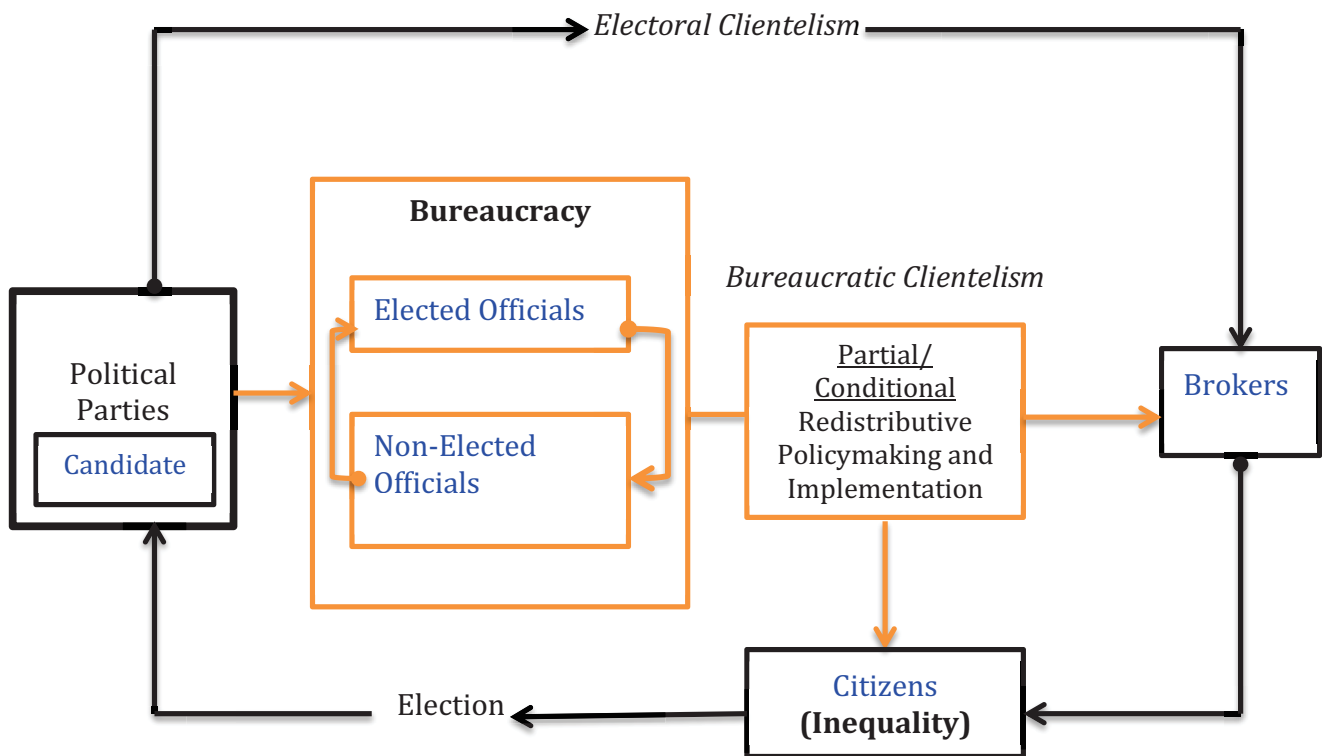 Electoral Clientelism
Bureaucracy
Bureaucratic Clientelism
Elected Officials
Political
Parties
Candidate
Non-Elected
Officials
Partial/
Conditional
Redistributive
Policymaking and
Implementation
Brokers
Election
Citizens
(Inequality)